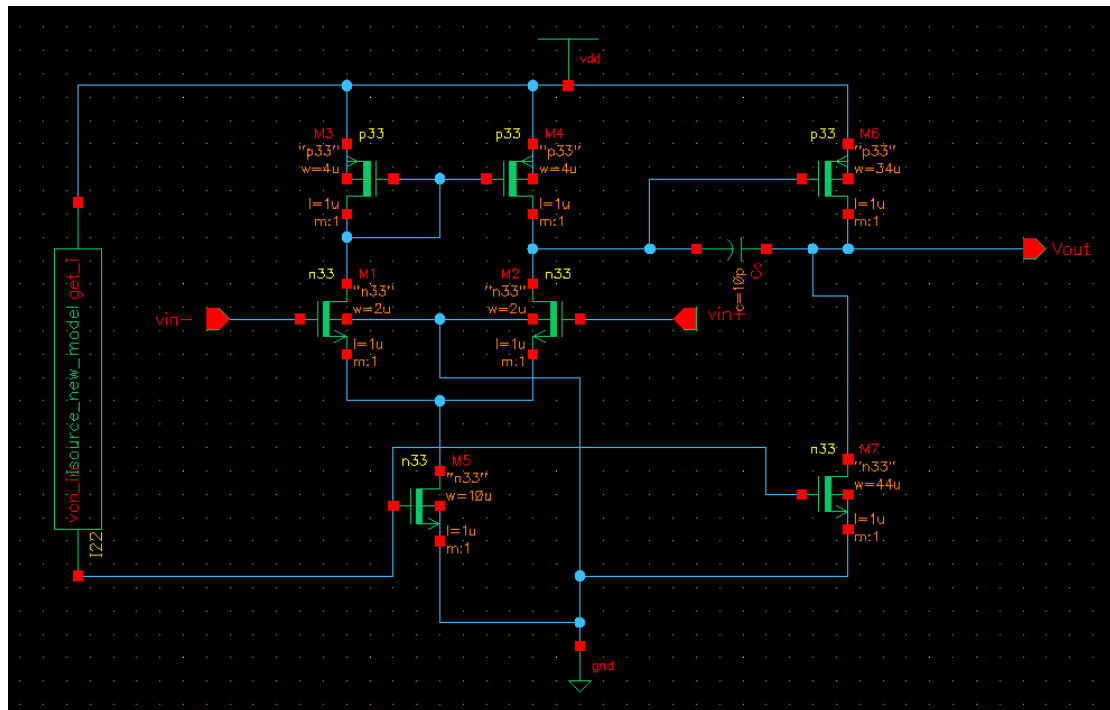 vdd
M3
p33
"p33"
w=4u
l=1u
m:1
p33
M4
"p33"
w=4u
l=1u
m:1
p33
M6
"p33"
w=34u
l=1u
m:1
Vout
c=10p
C0
n33
M1
"n33"
w=2u
l=1u
m:1
vin-
M2
n33
"n33"
w=2u
l=1u
m:1
vin+
get_i
I22
n33
M5
"n33"
w=10u
l=1u
m:1
n33
M7
"n33"
w=44u
l=1u
m:1
gnd